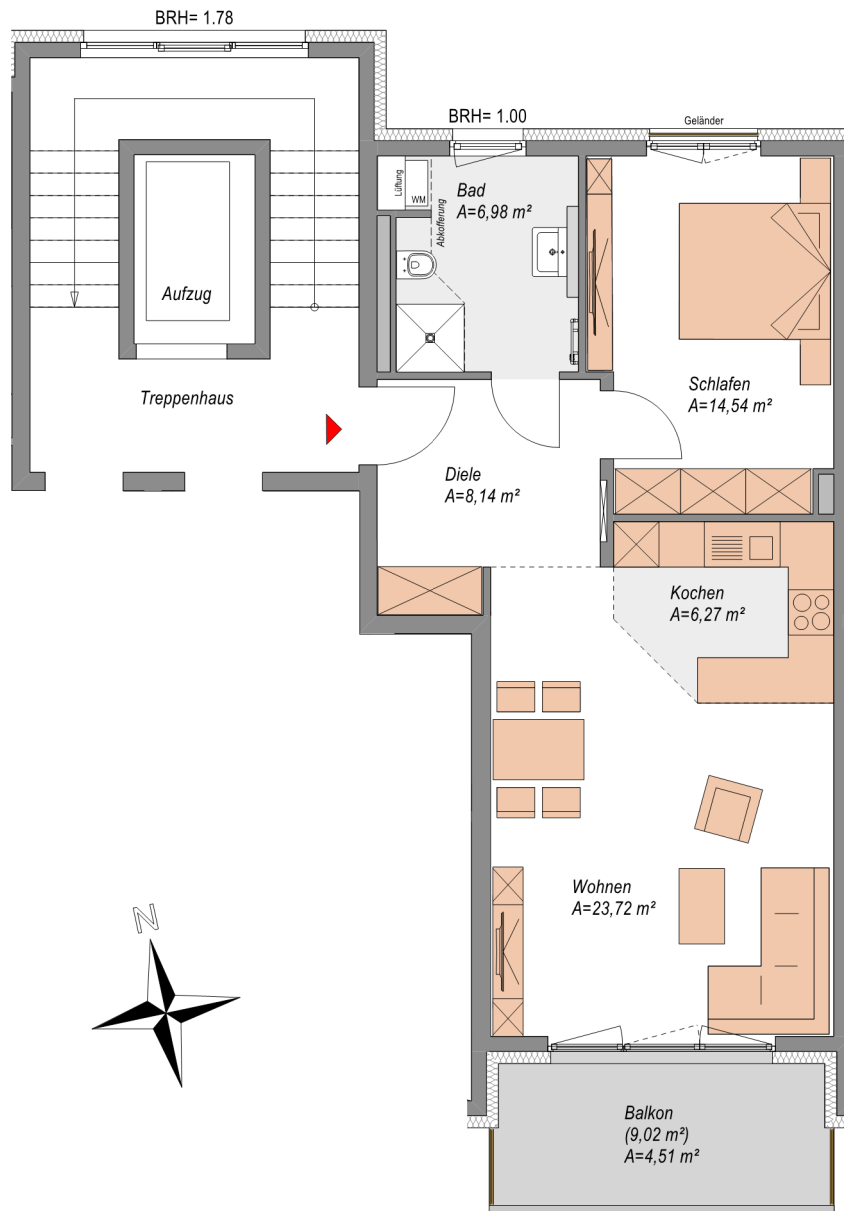 BRH= 1.78
BRH= 1.00
Geländer
Lüftung
WM
Abkofferung
Bad
A=6,98 m²
Aufzug
Treppenhaus
Schlafen
A=14,54 m²
Diele
A=8,14 m²
Kochen
A=6,27 m²
Wohnen
A=23,72 m²
N
Balkon
(9,02 m²)
A=4,51 m²